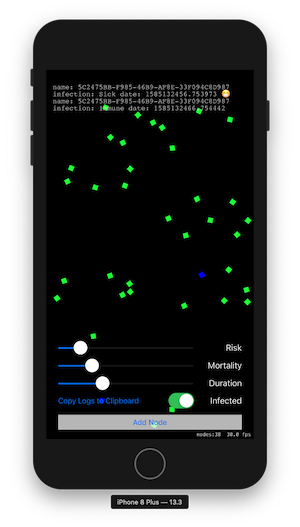 name: 5C2475BB-F985-46B9-AF8E-33F094C8D987
infection: Sick date: 1585132456.753973 😷
name: 5C2475BB-F985-46B9-AF8E-33F094C8D987
infection: Immune date: 1585132466.754442
Risk
Mortality
Duration
Copy Logs to Clipboard Infected
Add Node
nodes:38 30.0 fps
iPhone 8 Plus — 13.3